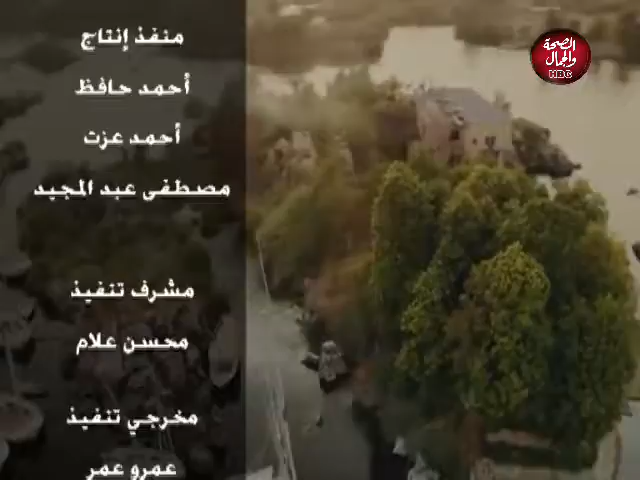 منفذ إنتاج
أحمد حافظ
أحمد عزت
مصطفى عبد المجيد
مشرف تنفيذ
محسن علام
مخرجي تنفيذ
عمرو عمر
الصحة
والجمال
HBC